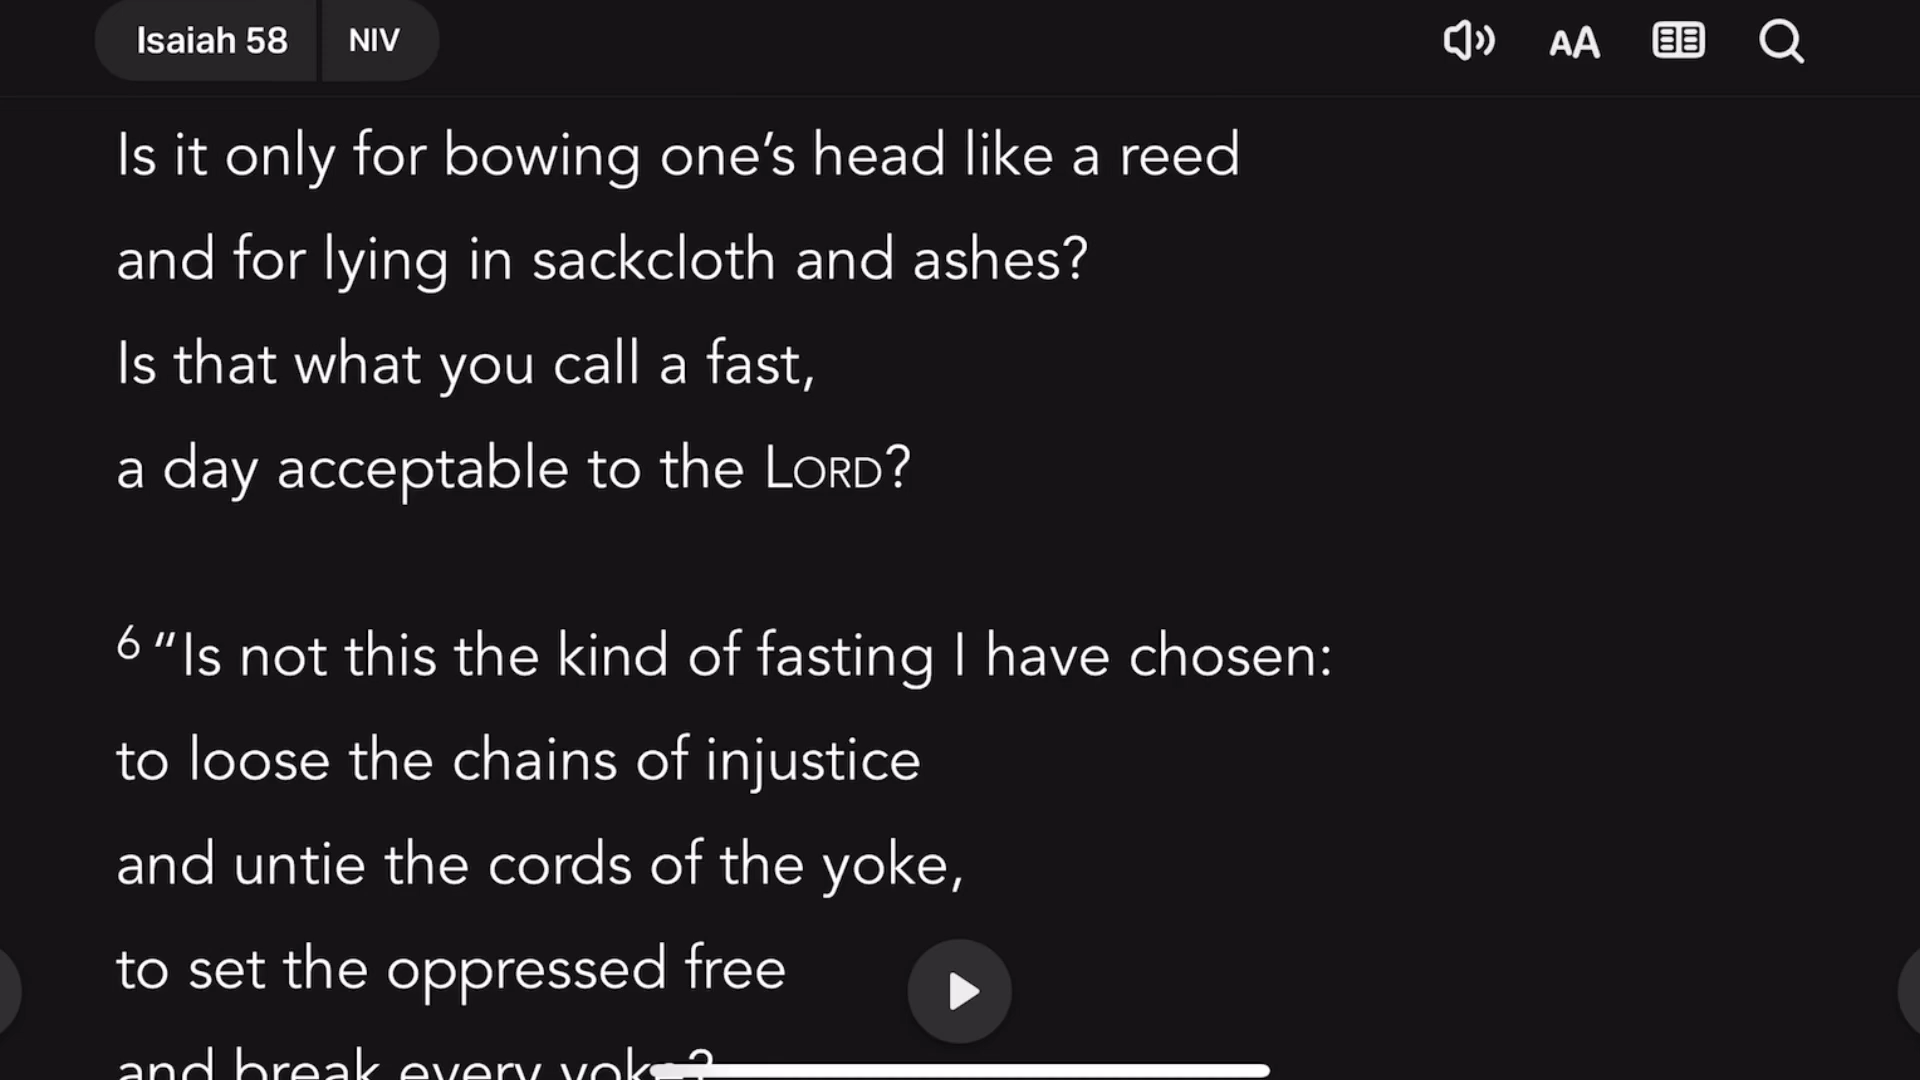 Isaiah 58 NIV AA
Is it only for bowing one’s head like a reed
and for lying in sackcloth and ashes?
Is that what you call a fast,
a day acceptable to the LORD?
6 “Is not this the kind of fasting I have chosen:
to loose the chains of injustice
and untie the cords of the yoke,
to set the oppressed free
and break every yoke?